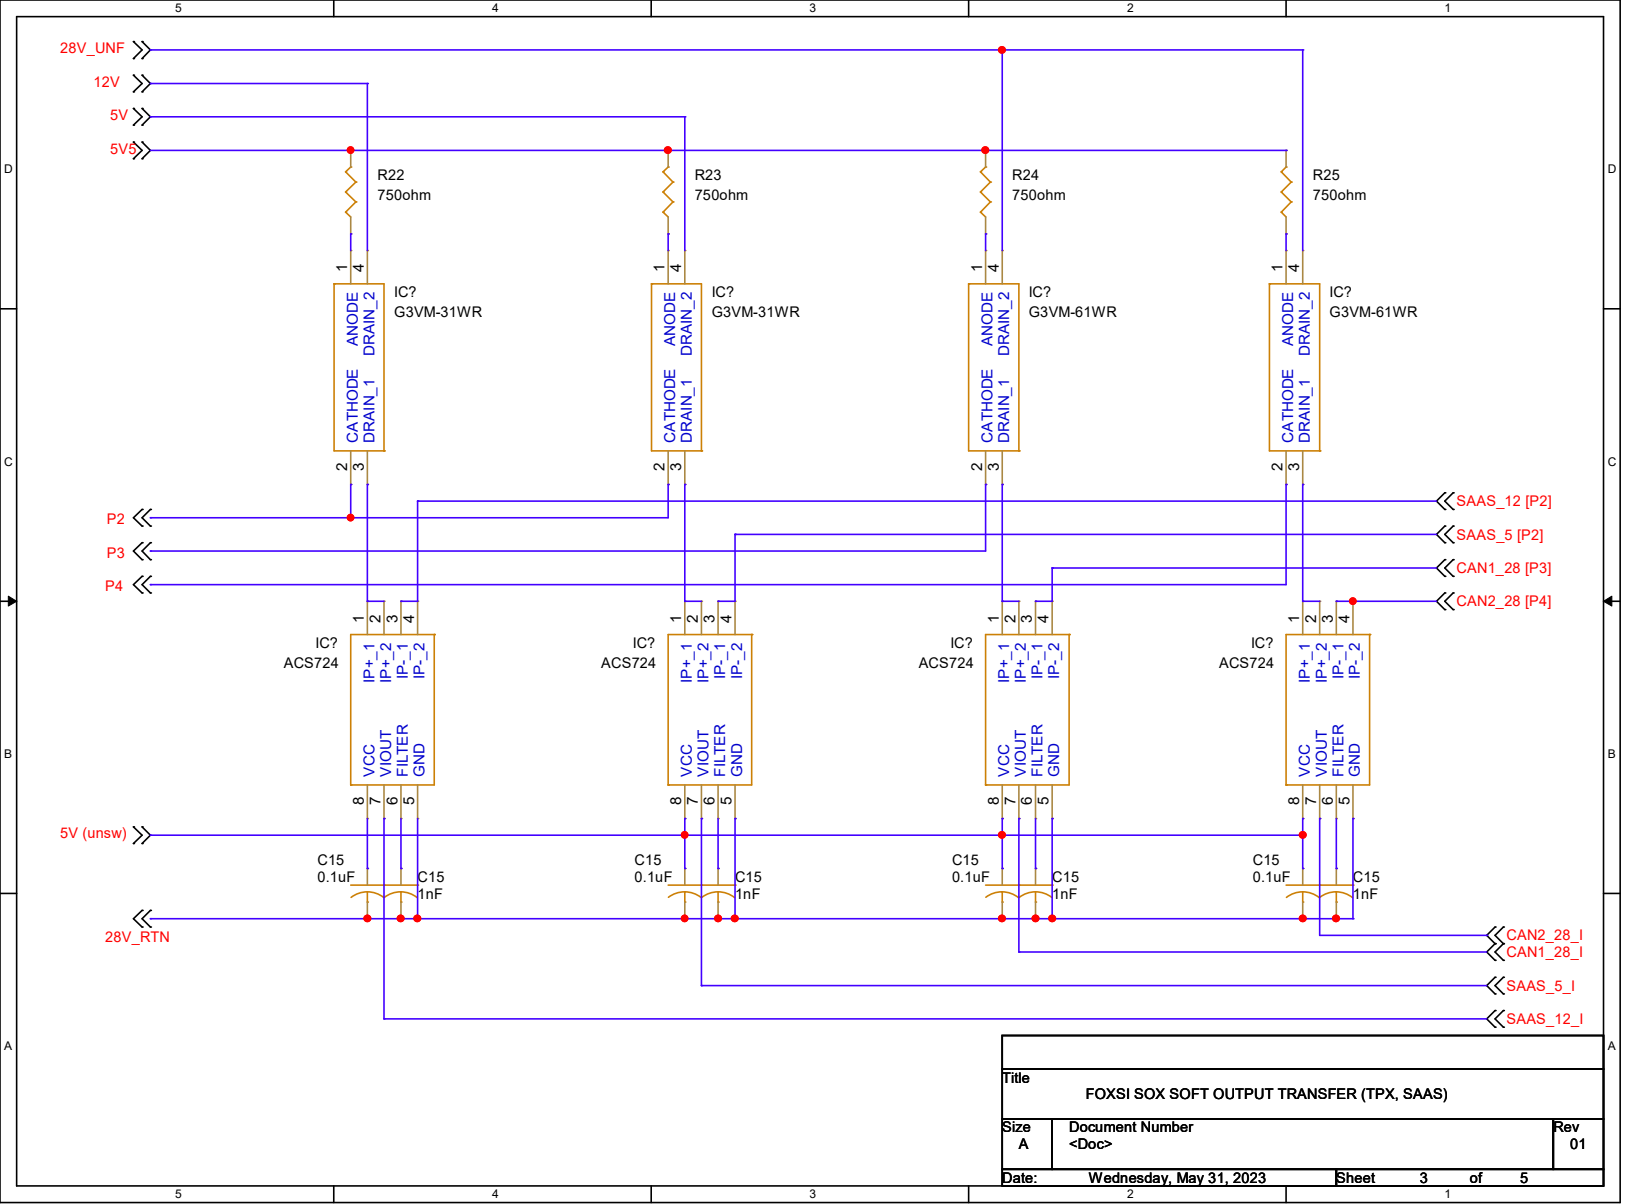 5 4 3 2 1
28V_UNF
12V
5V
5V5
D D
R22
750ohm
R23
750ohm
R24
750ohm
R25
750ohm
1 4 1 4 1 4 1 4
IC?
G3VM-31WR
IC?
G3VM-31WR
IC?
G3VM-61WR
IC?
G3VM-61WR
ANODE
DRAIN_2
CATHODE
DRAIN_1
ANODE
DRAIN_2
CATHODE
DRAIN_1
ANODE
DRAIN_2
CATHODE
DRAIN_1
ANODE
DRAIN_2
CATHODE
DRAIN_1
C C
2 3 2 3 2 3 2 3
P2
P3
P4
SAAS_12 [P2]
SAAS_5 [P2]
CAN1_28 [P3]
CAN2_28 [P4]
1 2 3 4 1 2 3 4 1 2 3 4 1 2 3 4
IC?
ACS724
IC?
ACS724
IC?
ACS724
IC?
ACS724
IP+_1
IP+_2
IP-_1
IP-_2
VCC
VIOUT
FILTER
GND
IP+_1
IP+_2
IP-_1
IP-_2
VCC
VIOUT
FILTER
GND
IP+_1
IP+_2
IP-_1
IP-_2
VCC
VIOUT
FILTER
GND
IP+_1
IP+_2
IP-_1
IP-_2
VCC
VIOUT
FILTER
GND
B B
8 7 6 5 8 7 6 5 8 7 6 5 8 7 6 5
5V (unsw)
C15
0.1uF
C15
1nF
C15
0.1uF
C15
1nF
C15
0.1uF
C15
1nF
C15
0.1uF
C15
1nF
28V_RTN
CAN2_28_I
CAN1_28_I
SAAS_5_I
SAAS_12_I
A A
Title
FOXSI SOX SOFT OUTPUT TRANSFER (TPX, SAAS)
Size
A
Document Number
<Doc>
Rev
01
Date: Wednesday, May 31, 2023 Sheet 3 of 5
5 4 3 2 1